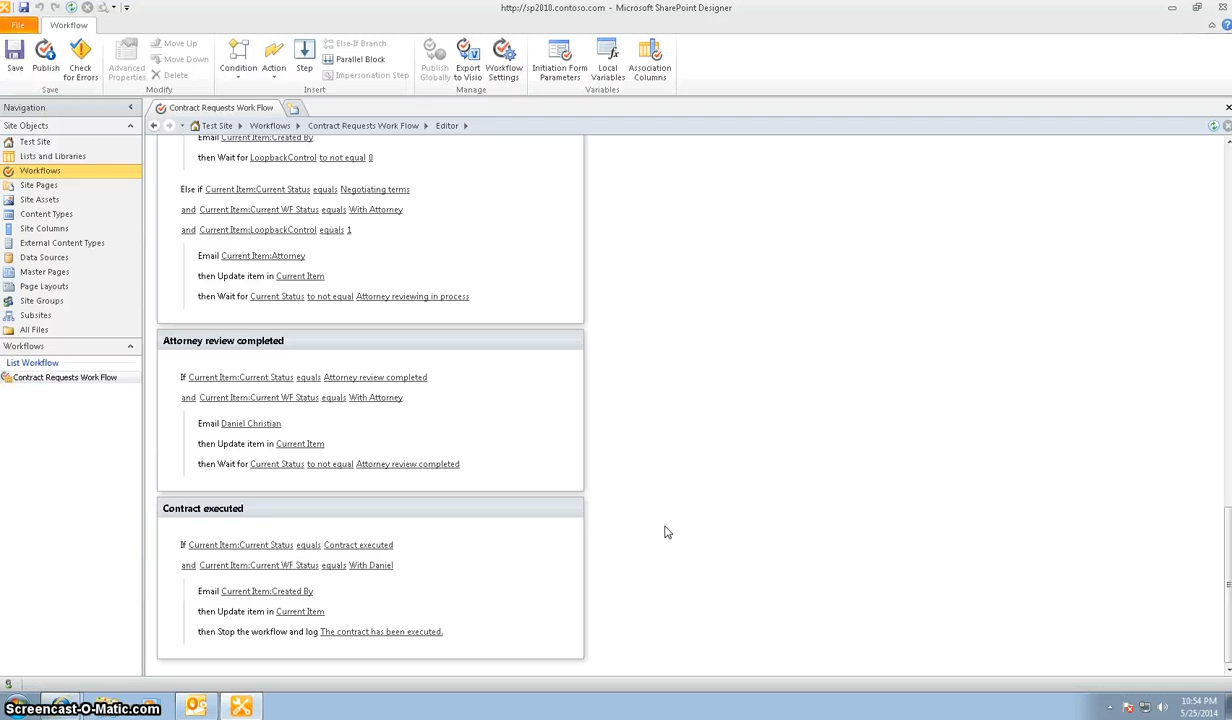 http://sp2010.contoso.com - Microsoft SharePoint Designer
File Workflow
Save
Publish
Check
for Errors
Advanced
Properties
Move Up
Move Down
Delete
Condition
Action
Step
Else-If Branch
Parallel Block
Impersonation Step
Publish
Globally
Export
to Visio
Workflow
Settings
Initiation Form
Parameters
Local
Variables
Association
Columns
Save
Modify
Insert
Manage
Variables
Navigation
Contract Requests Work Flow
Site Objects
Test Site Workflows Contract Requests Work Flow Editor
Test Site
Lists and Libraries
Workflows
Site Pages
Site Assets
Content Types
Site Columns
External Content Types
Data Sources
Master Pages
Page Layouts
Site Groups
Subsites
All Files
Workflows
List Workflow
Contract Requests Work Flow
Email Current Item:Created By
then Wait for LoopbackControl to not equal 0
Else if Current Item:Current Status equals Negotiating terms
and Current Item:Current WF Status equals With Attorney
and Current Item:LoopbackControl equals 1
Email Current Item:Attorney
then Update item in Current Item
then Wait for Current Status to not equal Attorney reviewing in process
Attorney review completed
If Current Item:Current Status equals Attorney review completed
and Current Item:Current WF Status equals With Attorney
Email Daniel Christian
then Update item in Current Item
then Wait for Current Status to not equal Attorney review completed
Contract executed
If Current Item:Current Status equals Contract executed
and Current Item:Current WF Status equals With Daniel
Email Current Item:Created By
then Update item in Current Item
then Stop the workflow and log The contract has been executed.
Screencast-O-Matic.com
10:54 PM
5/25/2014